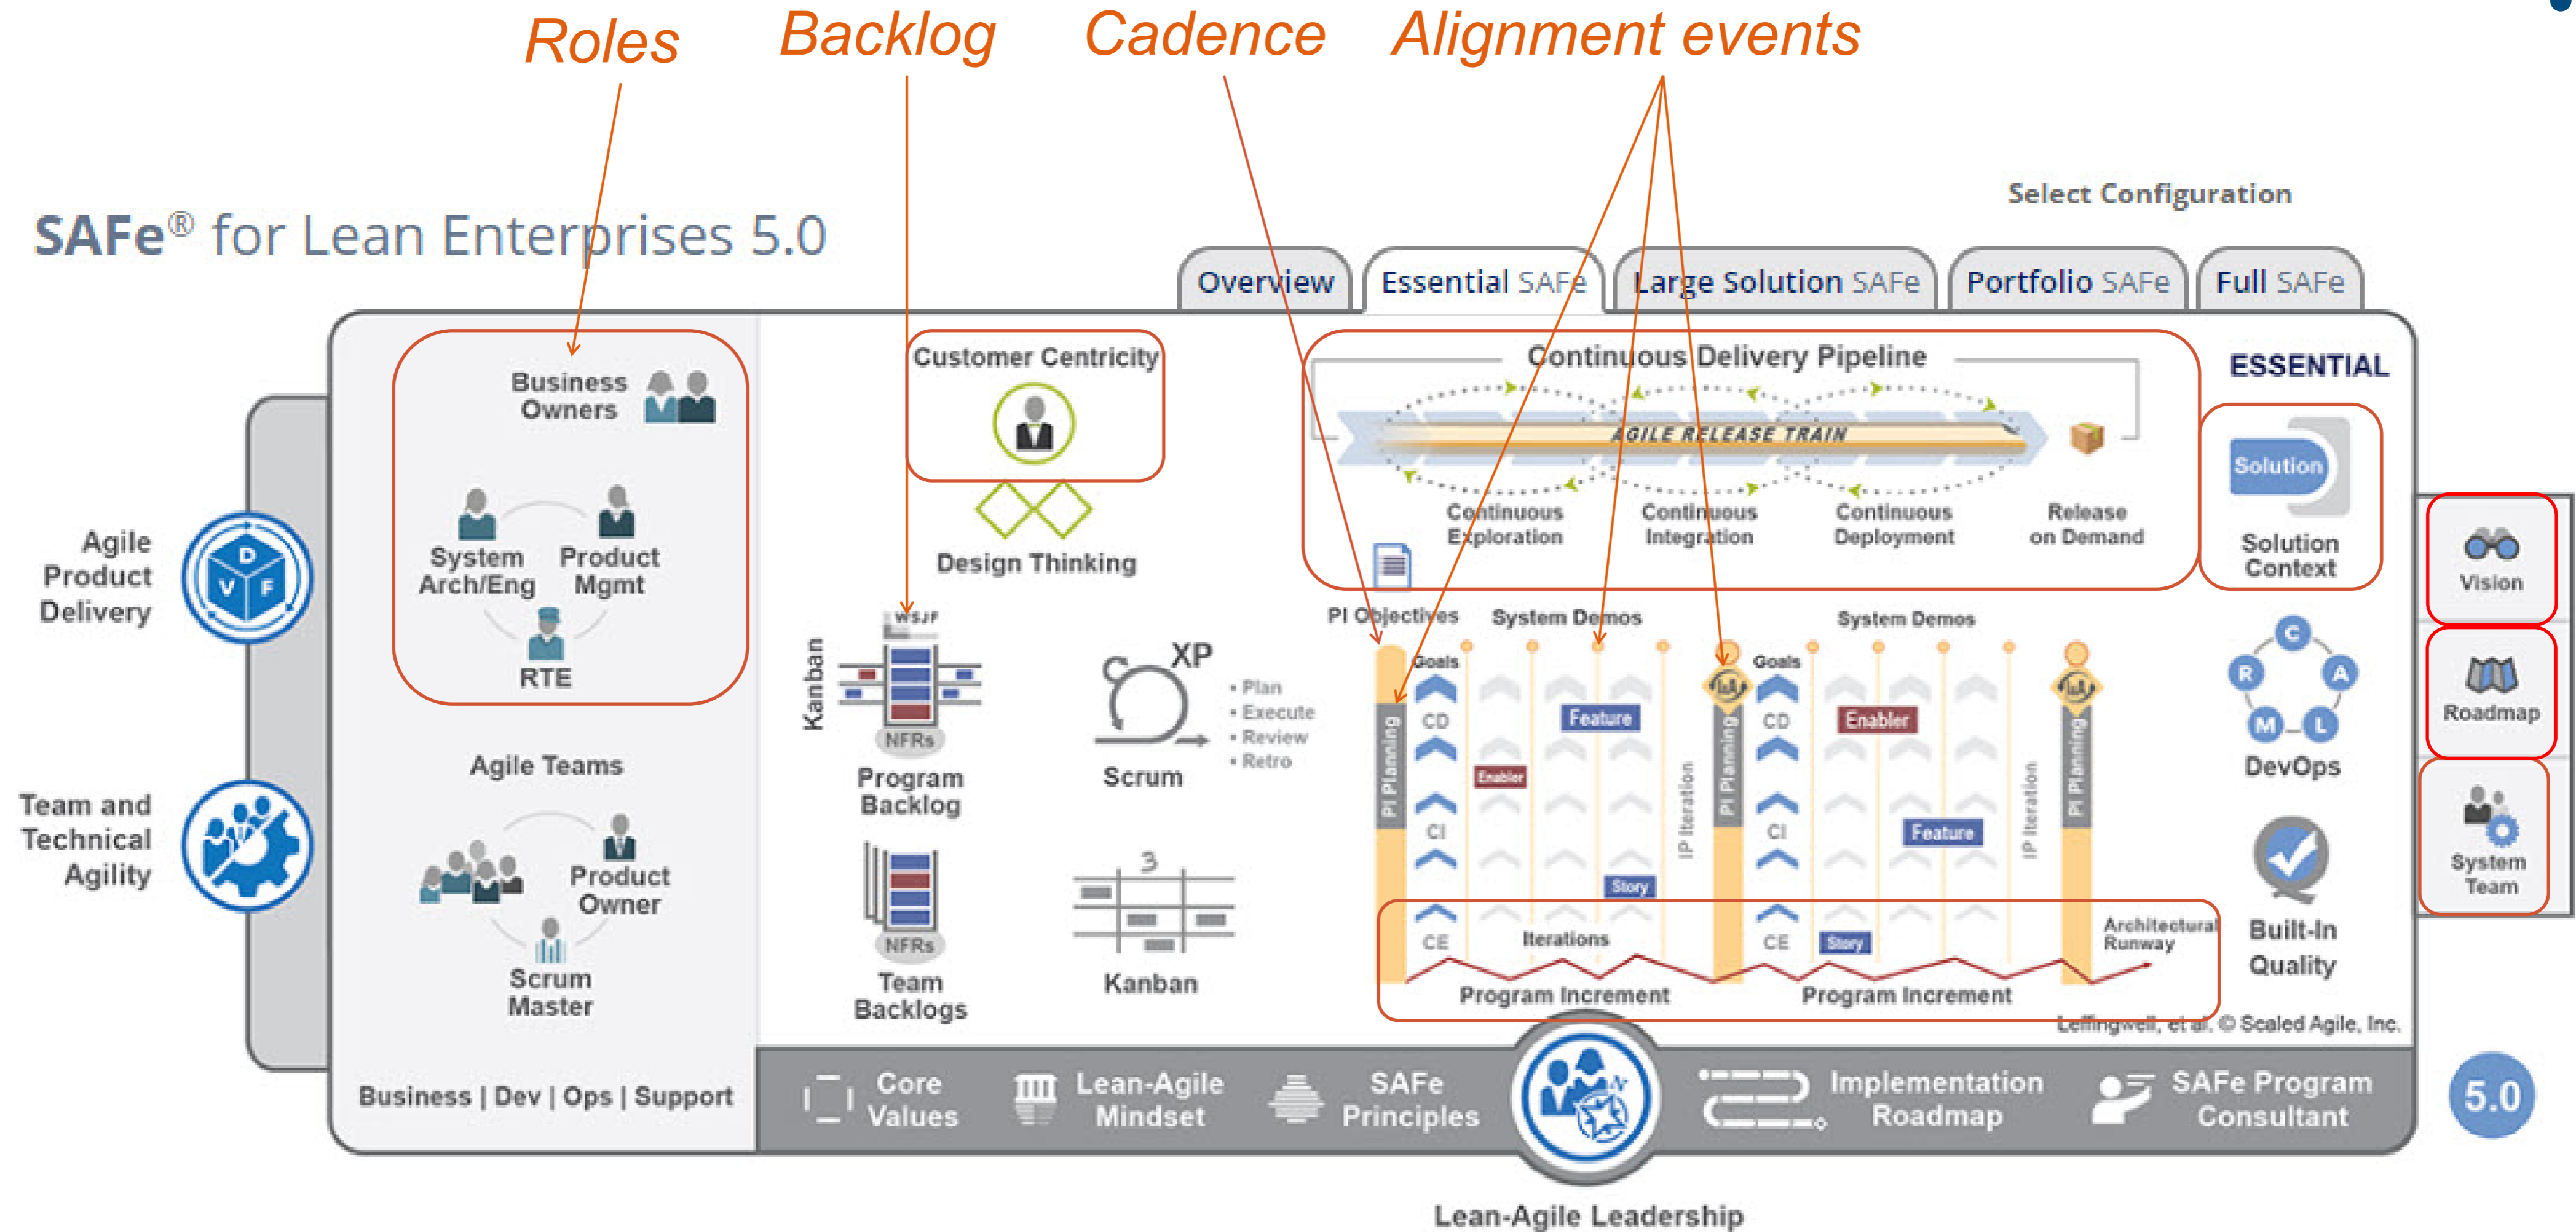 Roles
Backlog
Cadence
Alignment events
Select Configuration
SAFe® for Lean Enterprises 5.0
Overview
Essential SAFe
Large Solution SAFe
Portfolio SAFe
Full SAFe
Agile
Product
Delivery
Team and
Technical
Agility
D
V F
Business
Owners
System
Arch/Eng
Product
Mgmt
RTE
Agile Teams
Product
Owner
Scrum
Master
Business | Dev | Ops | Support
Customer Centricity
Design Thinking
Kanban
WSJF
NFRs
Program
Backlog
NFRs
Team
Backlogs
XP
• Plan
• Execute
• Review
• Retro
Scrum
3
Kanban
Continuous Delivery Pipeline
AGILE RELEASE TRAIN
Continuous
Exploration
Continuous
Integration
Continuous
Deployment
Release
on Demand
PI Objectives
System Demos
System Demos
PI Planning
Goals
CD
CI
CE
Enabler
Feature
Story
Iterations
IP Iteration
I&A
PI Planning
Goals
CD
CI
CE
Enabler
Feature
Story
IP Iteration
I&A
PI Planning
Architectural
Runway
Program Increment
Program Increment
ESSENTIAL
Solution
Solution
Context
C
R A
M L
DevOps
Built-In
Quality
Leffingwell, et al. © Scaled Agile, Inc.
Vision
Roadmap
System
Team
Core
Values
Lean-Agile
Mindset
SAFe
Principles
Implementation
Roadmap
SAFe Program
Consultant
5.0
Lean-Agile Leadership